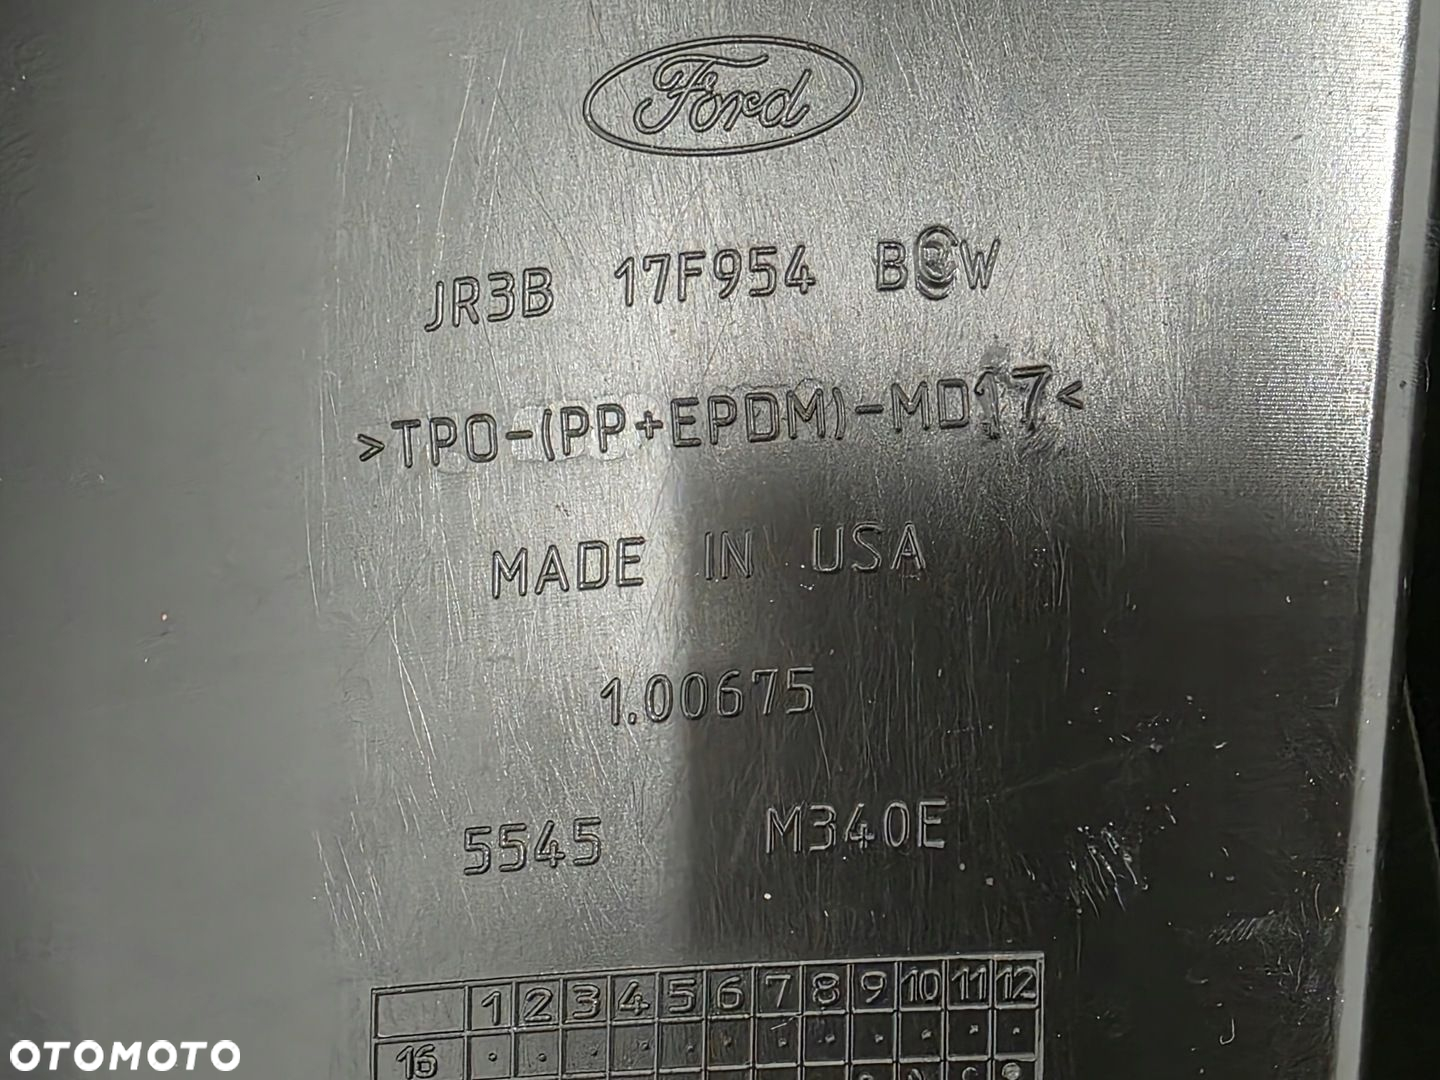 Ford
JR3B 17F954 W
>TPO-(PP+EPDM)-MD17<
MADE IN USA
1.00675
5545 M340E
1 2 3 4 5 6 7 8 9 10 11 12
16
OTOMOTO